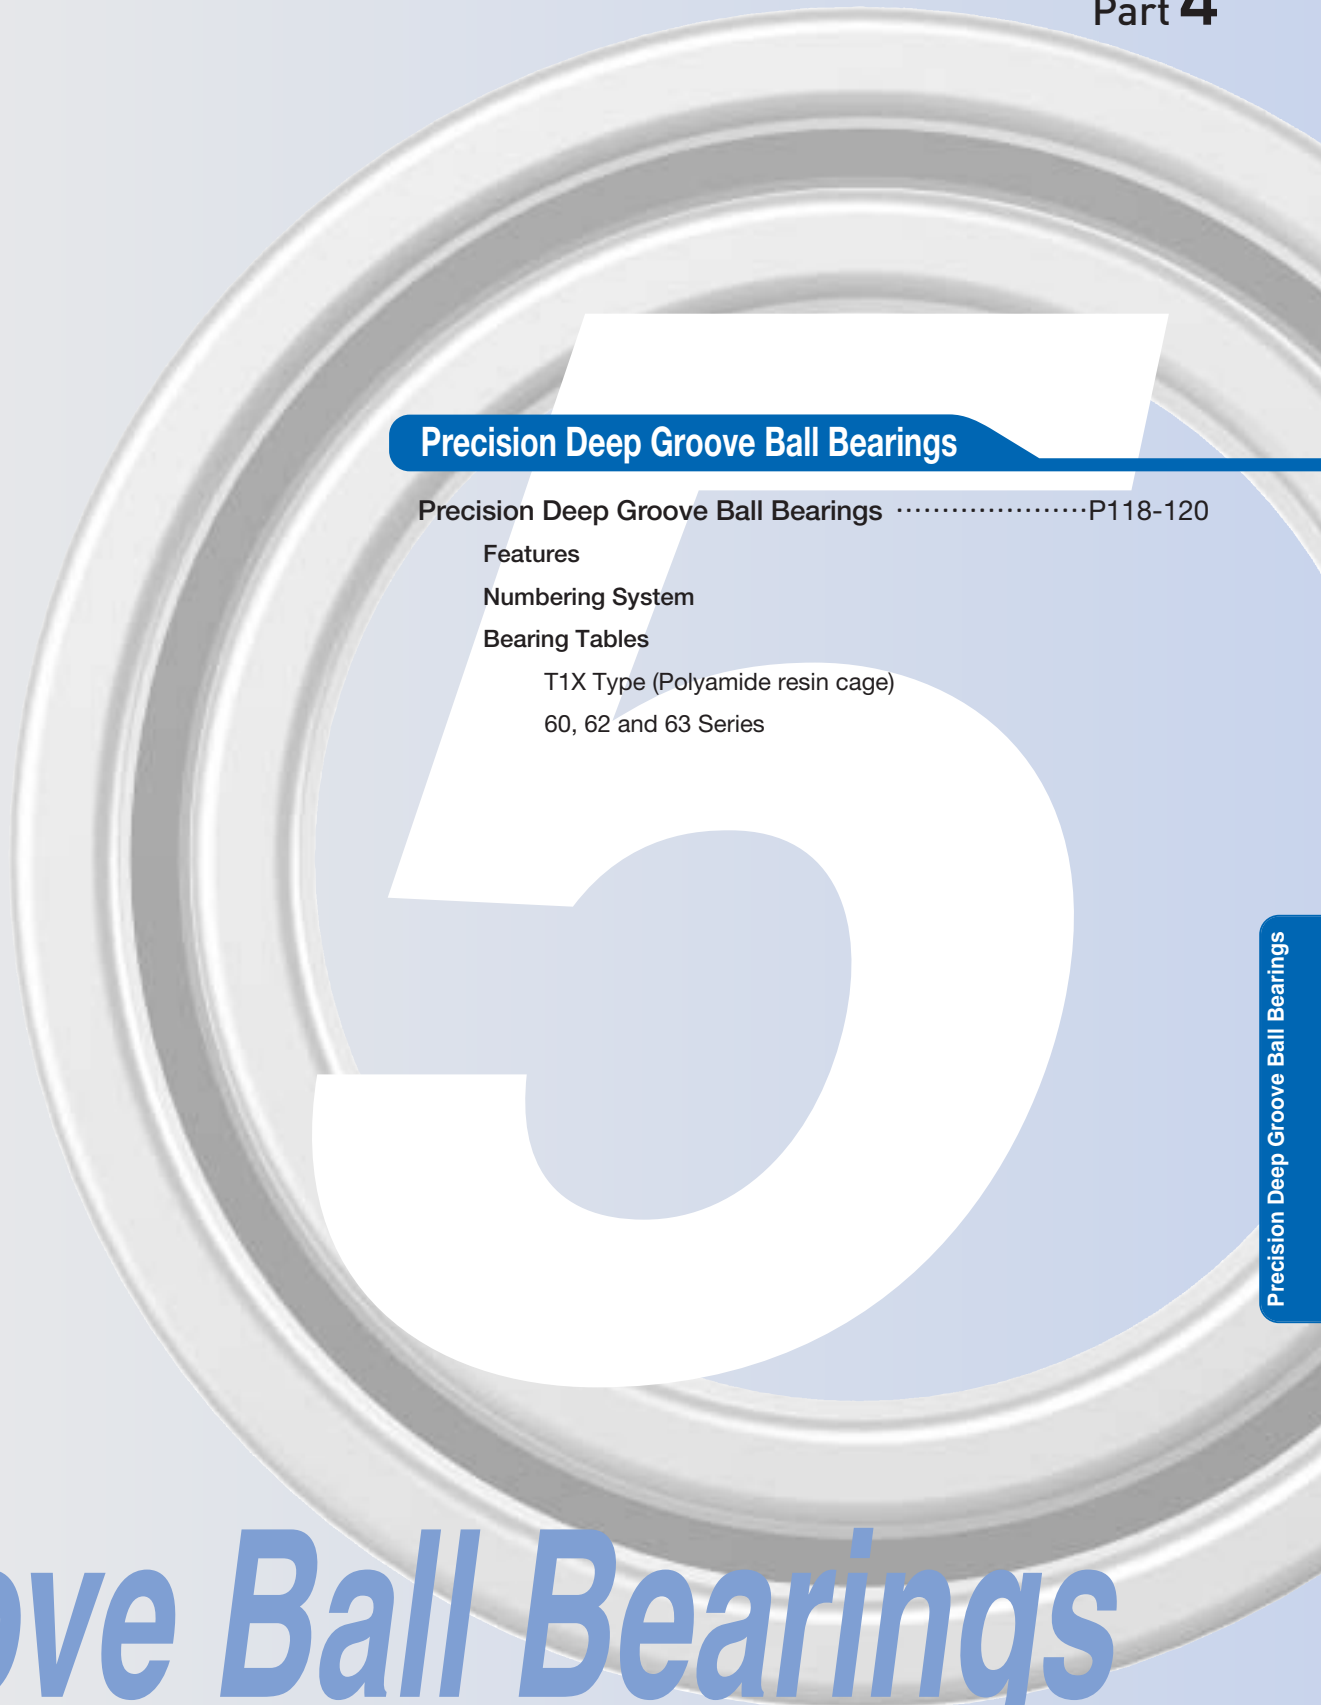 Part 4
5
Precision Deep Groove Ball Bearings
Precision Deep Groove Ball Bearings ·····················P118-120
Features
Numbering System
Bearing Tables
T1X Type (Polyamide resin cage)
60, 62 and 63 Series
Precision Deep Groove Ball Bearings
ove Ball Bearings